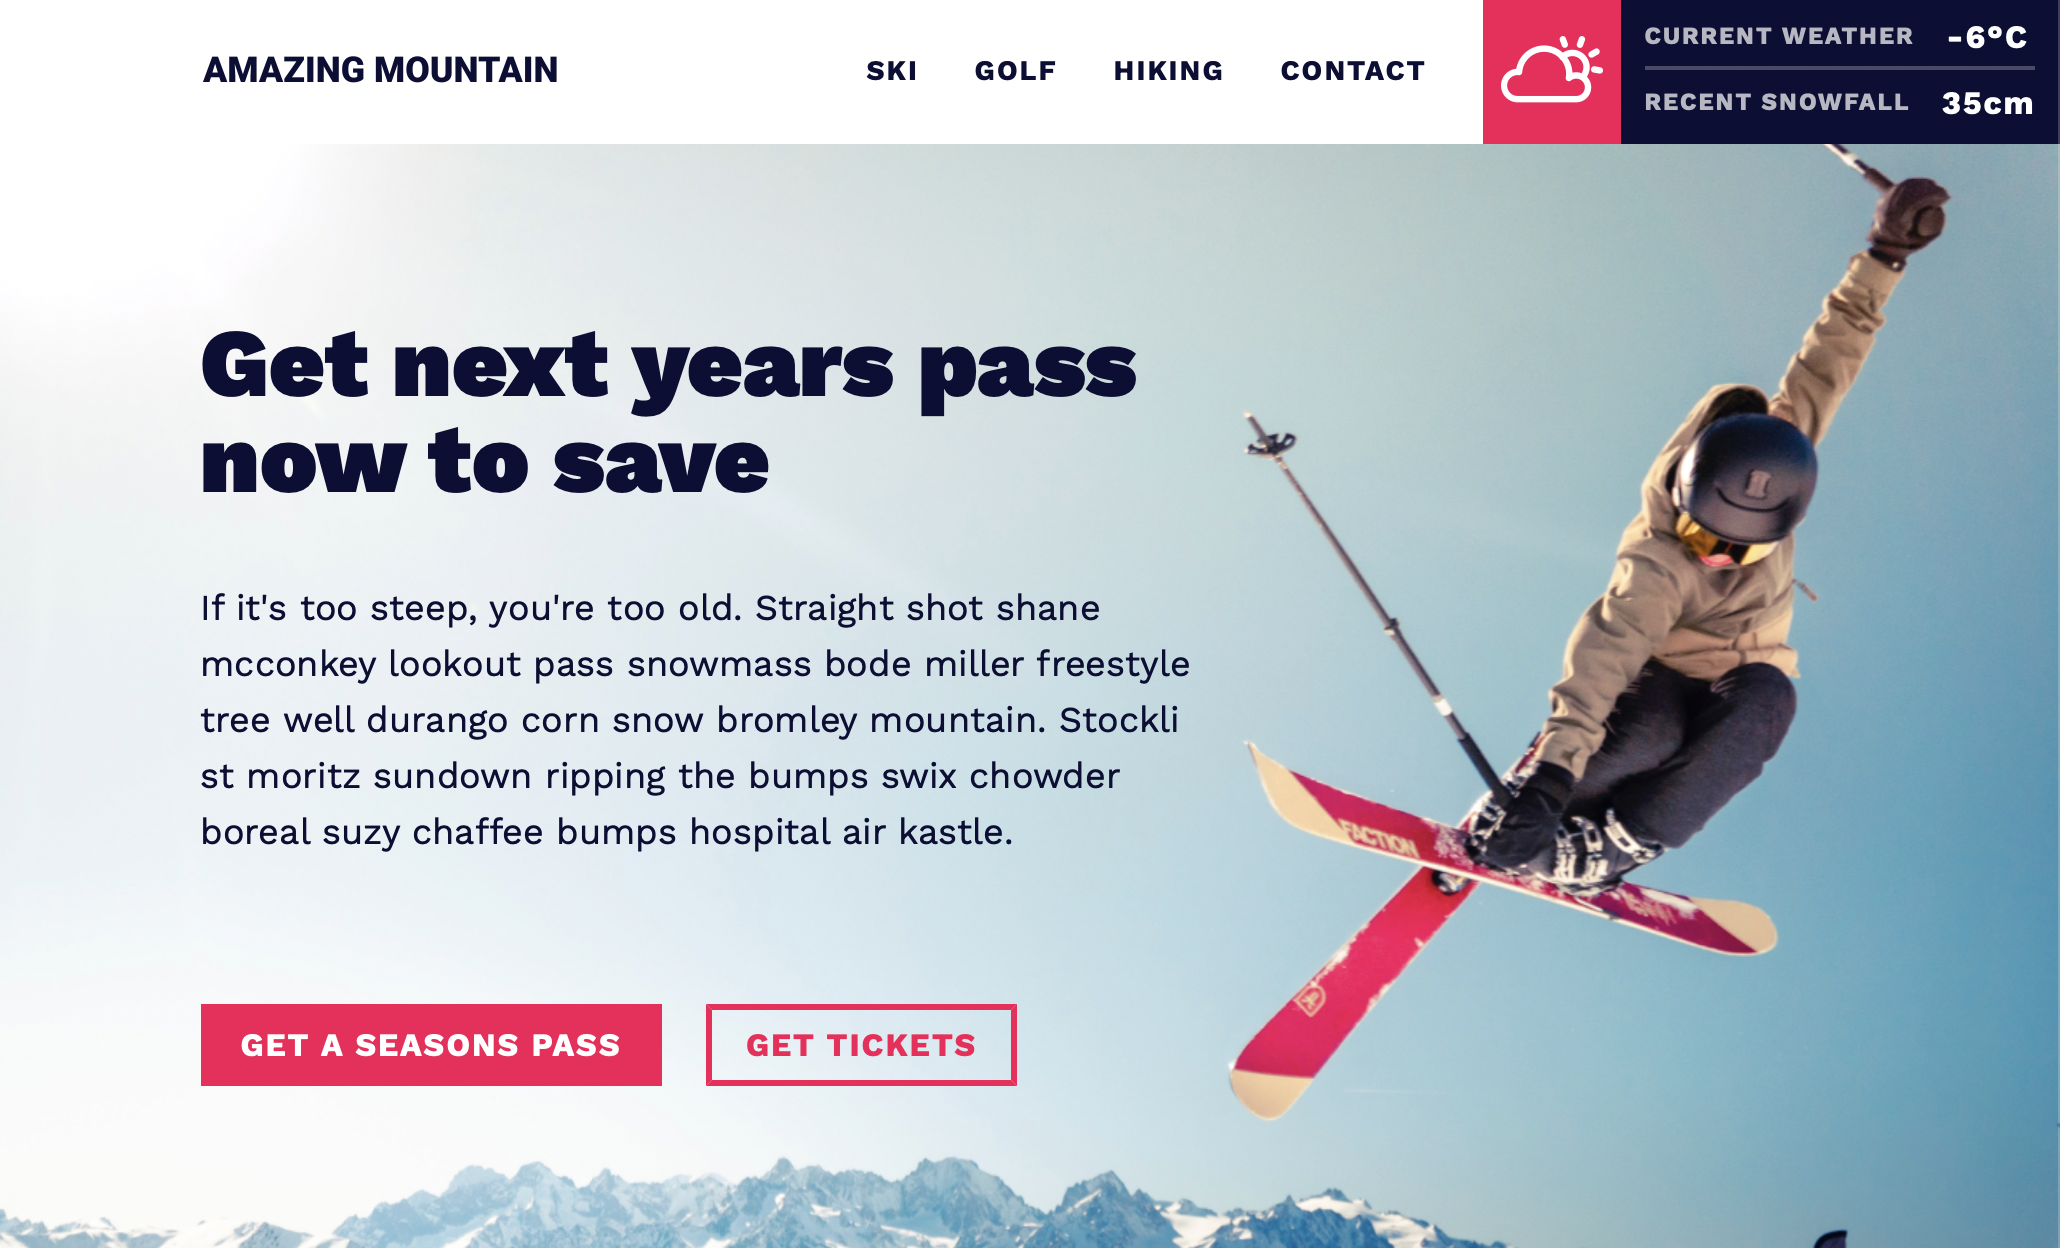 AMAZING MOUNTAIN
SKI GOLF HIKING CONTACT
CURRENT WEATHER -6°C
RECENT SNOWFALL 35cm
Get next years pass
now to save
If it's too steep, you're too old. Straight shot shane
mcconkey lookout pass snowmass bode miller freestyle
tree well durango corn snow bromley mountain. Stockli
st moritz sundown ripping the bumps swix chowder
boreal suzy chaffee bumps hospital air kastle.
FACTION
GET A SEASONS PASS
GET TICKETS